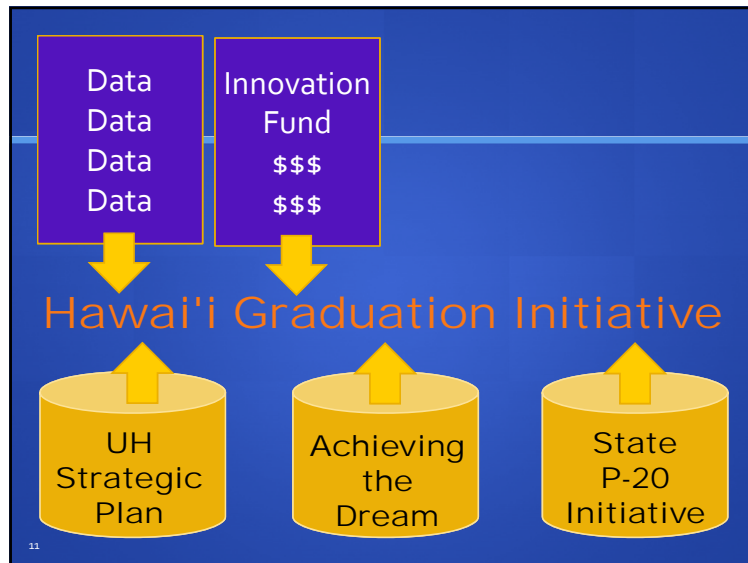 Data
Data
Data
Data
Innovation
Fund
$$$
$$$
Hawai'i Graduation Initiative
UH
Strategic
Plan
Achieving
the
Dream
State
P-20
Initiative
11